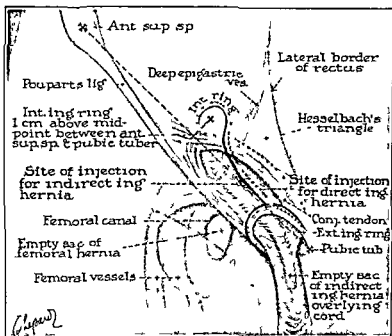 Ant sup sp
Lateral border
of rectus
Deep epigastric
ves.
Pouparts lig
Int. ring
Int. ing ring
1 cm above mid-
point between ant
sup. sp & pubic tuber
Hesselbach's
triangle
Site of injection
for indirect ing
hernia
Site of injection
for direct ing
hernia
Femoral canal
Conj. tendon
Ext. ing ring
Pubic tub
Empty sac of
femoral hernia
Femoral vessels
Empty sac
of indirect
ing hernia
overlying
cord